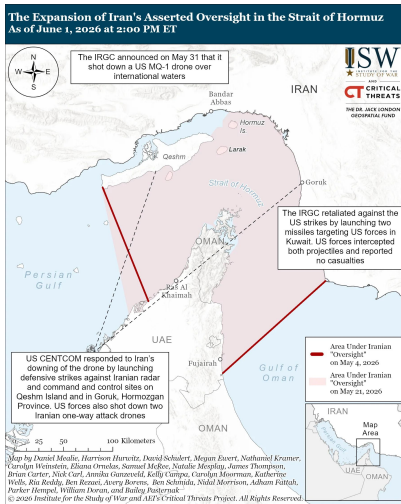 The Expansion of Iran's Asserted Oversight in the Strait of Hormuz
As of June 1, 2026 at 2:00 PM ET
N
W
E
S
The IRGC announced on May 31 that it
shot down a US MQ-1 drone over
international waters
ISW
INSTITUTE FOR THE
STUDY OF WAR
AND
CT CRITICAL
THREATS
THE DR. JACK LONDON
GEOSPATIAL FUND
IRAN
Bandar
Abbas
Hormuz
Is.
Qeshm
Larak
Strait of Hormuz
Goruk
The IRGC retaliated against the
US strikes by launching two
missiles targeting US forces in
Kuwait. US forces intercepted
both projectiles and reported
no casualties
OMAN
Persian
Gulf
Ras Al
Khaimah
UAE
Fujairah
Gulf of
Oman
US CENTCOM responded to Iran's
downing of the drone by launching
defensive strikes against Iranian radar
and command and control sites on
Qeshm Island and in Goruk, Hormozgan
Province. US forces also shot down two
Iranian one-way attack drones
Area Under Iranian
"Oversight"
on May 4, 2026
Area Under Iranian
"Oversight"
on May 21, 2026
OMAN
25 50 100 Kilometers
IRAN
Map
Area
UAE
OMAN
Map by Daniel Mealie, Harrison Hurwitz, David Schulert, Megan Ewert, Nathaniel Kramer,
Carolyn Weinstein, Eliana Ornelas, Samuel McRee, Natalie Mesplay, James Thompson,
Brian Carter, Nick Carl, Annika Ganzeveld, Kelly Campa, Carolyn Moorman, Katherine
Wells, Ria Reddy, Ben Rezaei, Avery Borens, Ben Schmida, Nidal Morrison, Adham Fattah,
Parker Hempel, William Doran, and Bailey Pasternak
© 2026 Institute for the Study of War and AEI's Critical Threats Project. All Rights Reserved.